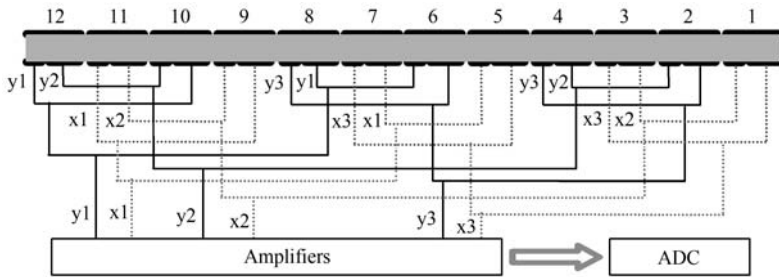 12 11 10 9 8 7 6 5 4 3 2 1
y1 y2 y3 y1 y3 y2
x1 x2 x3 x1 x3 x2
y1 x1 y2 x2 y3 x3
Amplifiers ADC